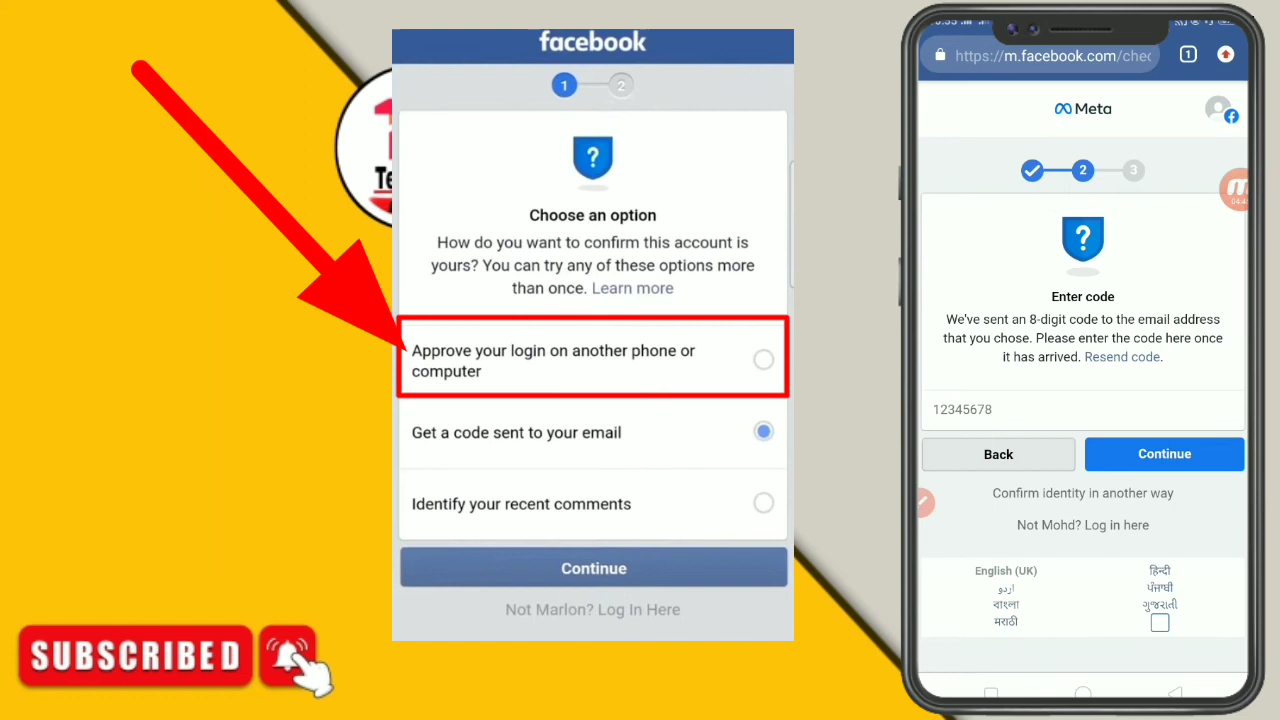 facebook
1
2
?
Choose an option
How do you want to confirm this account is
yours? You can try any of these options more
than once. Learn more
Approve your login on another phone or
computer
Get a code sent to your email
Identify your recent comments
Continue
Not Marlon? Log In Here
SUBSCRIBED
https://m.facebook.com/chec
1
Meta
2
3
?
Enter code
We've sent an 8-digit code to the email address
that you chose. Please enter the code here once
it has arrived. Resend code.
12345678
Back
Continue
Confirm identity in another way
Not Mohd? Log in here
English (UK)
हिन्दी
اردو
ਪੰਜਾਬੀ
বাংলা
ગુજરાતી
मराठी